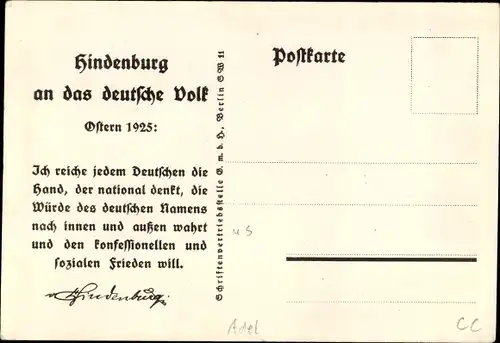 Hindenburg
an das deutsche Volk
Ostern 1925:
Ich reiche jedem Deutschen die
Hand, der national denkt, die
Würde des deutschen Namens
nach innen und außen wahrt
und den konfessionellen und
sozialen Frieden will.
v. Hindenburg
Schriftenvertriebsstelle G. m. b. H. Berlin SW 11
Postkarte
Adel
CC